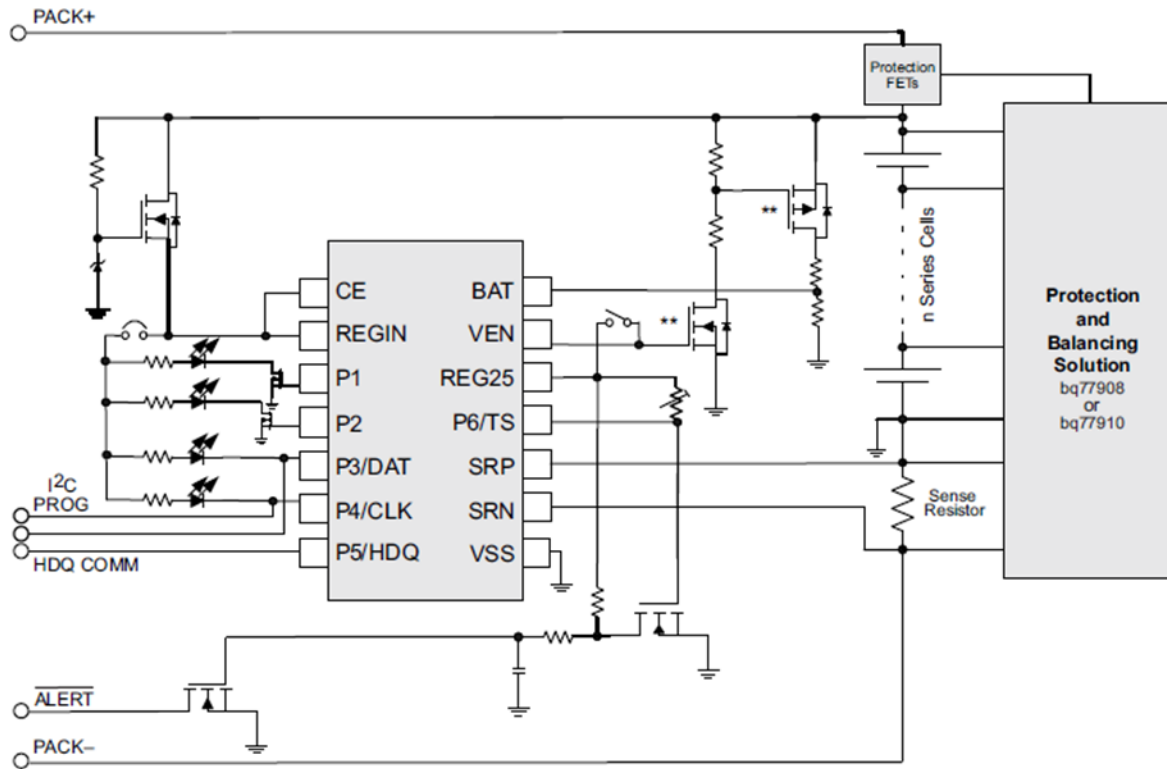 PACK+
Protection
FETs
**
n Series Cells
Protection
and
Balancing
Solution
bq77908
or
bq77910
CE
BAT
REGIN
VEN
**
P1
REG25
P2
P6/TS
P3/DAT
SRP
I²C
PROG
P4/CLK
SRN
Sense
Resistor
P5/HDQ
VSS
HDQ COMM
ALERT
PACK–